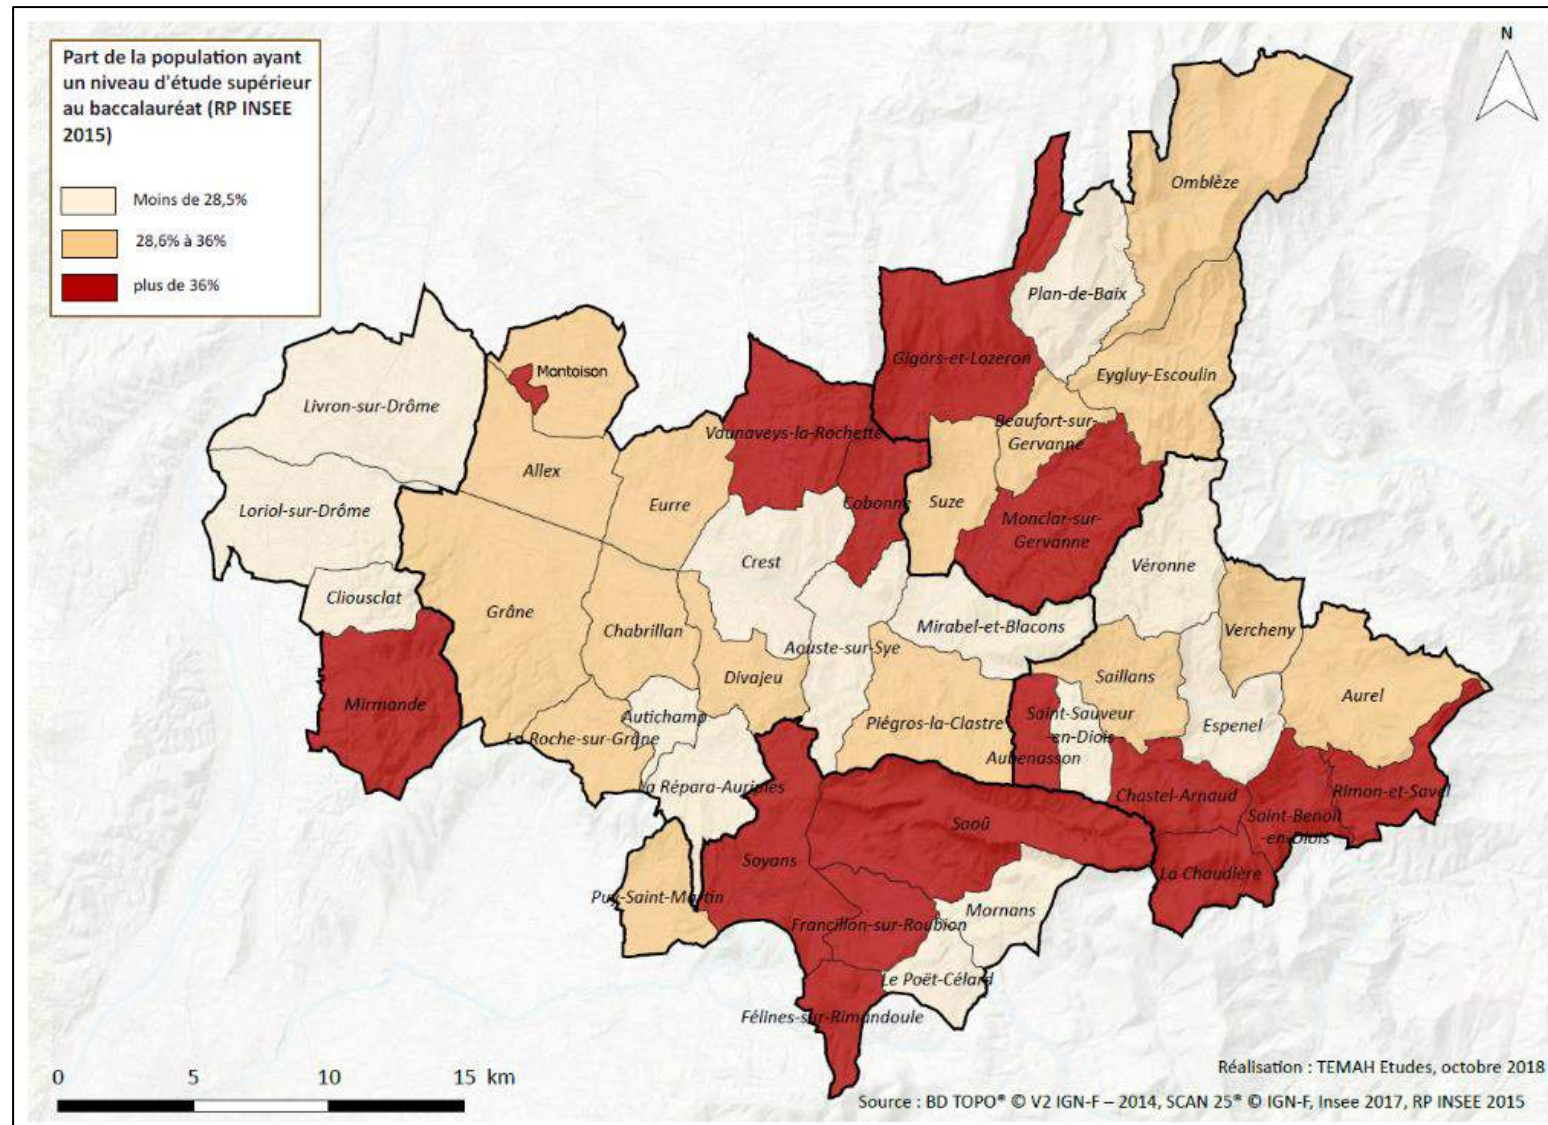 Part de la population ayant
un niveau d'étude supérieur
au baccalauréat (RP INSEE
2015)
Moins de 28,5%
28,6% à 36%
plus de 36%
N
Omblèze
Plan-de-Baix
Gigors-et-Lozeron
Eygluy-Escoulin
Montoison
Livron-sur-Drôme
Vaunaveys-la-Rochette
Beaufort-sur-
Gervanne
Allex
Eurre
Cobonne
Suze
Loriol-sur-Drôme
Monclar-sur-
Gervanne
Crest
Véronne
Cliousclat
Grâne
Chabrillan
Mirabel-et-Blacons
Vercheny
Aouste-sur-Sye
Divajeu
Saillans
Aurel
Mirmande
Autichamp
Piégros-la-Clastre
Saint-Sauveur
-en-Diois
Espenel
La Roche-sur-Grâne
Aubenasson
La Répara-Auriples
Chastel-Arnaud
Rimon-et-Savel
Saint-Benoit
-en-Diois
Saoû
Soyans
La Chaudière
Puy-Saint-Martin
Mornans
Francillon-sur-Roubion
Le Poët-Célard
Félines-sur-Rimandoule
0 5 10 15 km
Réalisation : TEMAH Etudes, octobre 2018
Source : BD TOPO® © V2 IGN-F – 2014, SCAN 25® © IGN-F, Insee 2017, RP INSEE 2015